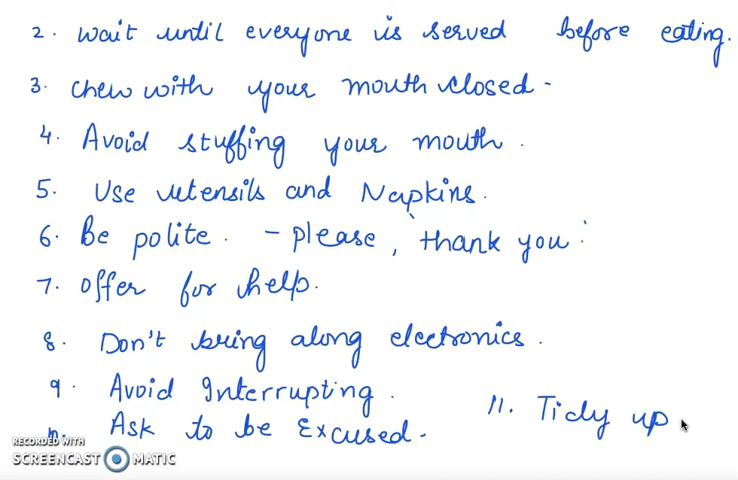 2. wait until everyone is served before eating.
3. chew with your mouth closed -
4. Avoid stuffing your mouth.
5. Use utensils and Napkins.
6. Be polite. - please, thank you.
7. offer for help.
8. Don't bring along electronics.
9. Avoid Interrupting.
10. Ask to be Excused.
11. Tidy up
RECORDED WITH
SCREENCAST MATIC